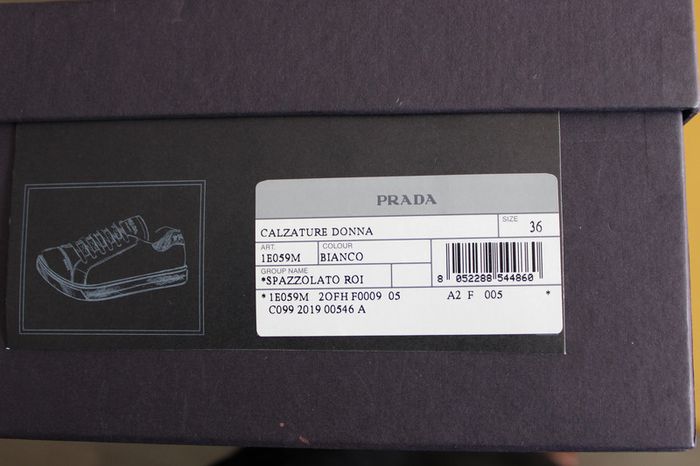 PRADA
CALZATURE DONNA
SIZE
36
ART.
1E059M
COLOUR
BIANCO
GROUP NAME
*SPAZZOLATO ROI
8 052288 544860
* 1E059M 2OFH F0009 05 A2 F 005 *
C099 2019 00546 A